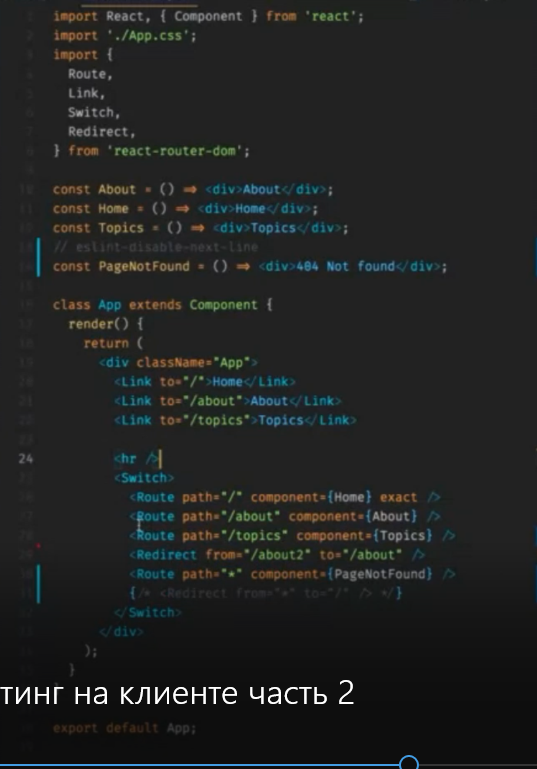 import React, { Component } from 'react';
import './App.css';
import {
Route,
Link,
Switch,
Redirect,
} from 'react-router-dom';
const About = () => <div>About</div>;
const Home = () => <div>Home</div>;
const Topics = () => <div>Topics</div>;
// eslint-disable-next-line
const PageNotFound = () => <div>404 Not found</div>;
class App extends Component {
render() {
return (
<div className="App">
<Link to="/">Home</Link>
<Link to="/about">About</Link>
<Link to="/topics">Topics</Link>
24 <hr />
<Switch>
<Route path="/" component={Home} exact />
<Route path="/about" component={About} />
<Route path="/topics" component={Topics} />
<Redirect from="/about2" to="/about" />
<Route path="*" component={PageNotFound} />
{/* <Redirect from="*" to="/" /> */}
</Switch>
</div>
);
}
тинг на клиенте часть 2
export default App;